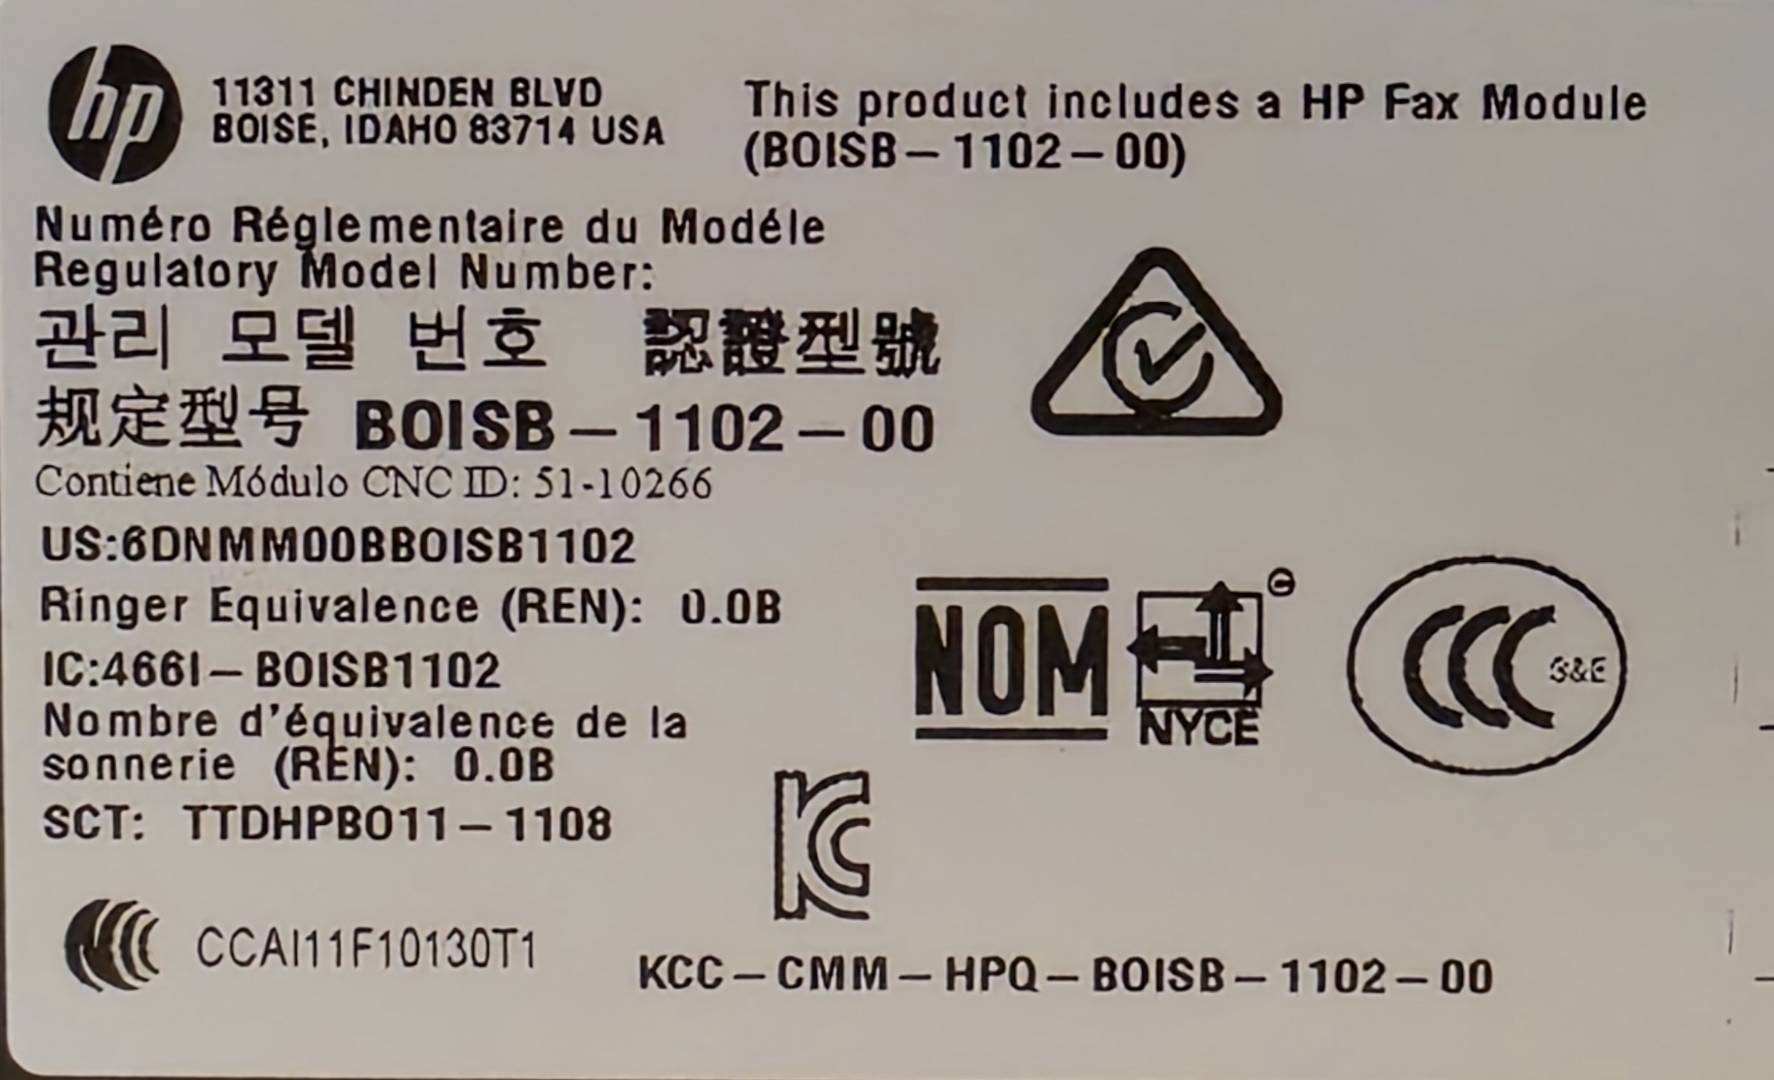 hp
11311 CHINDEN BLVD
BOISE, IDAHO 83714 USA
This product includes a HP Fax Module
(BOISB-1102-00)
Numéro Réglementaire du Modéle
Regulatory Model Number:
관리 모델 번호 認證型號
规定型号 BOISB-1102-00
Contiene Módulo CNC ID: 51-10266
US:6DNMM00BBOISB1102
Ringer Equivalence (REN): 0.0B
IC:466I-BOISB1102
Nombre d'équivalence de la
sonnerie (REN): 0.0B
SCT: TTDHPBO11-1108
NOM
NYCE
CCC S&E
KC
CCAI11F10130T1
KCC-CMM-HPQ-BOISB-1102-00